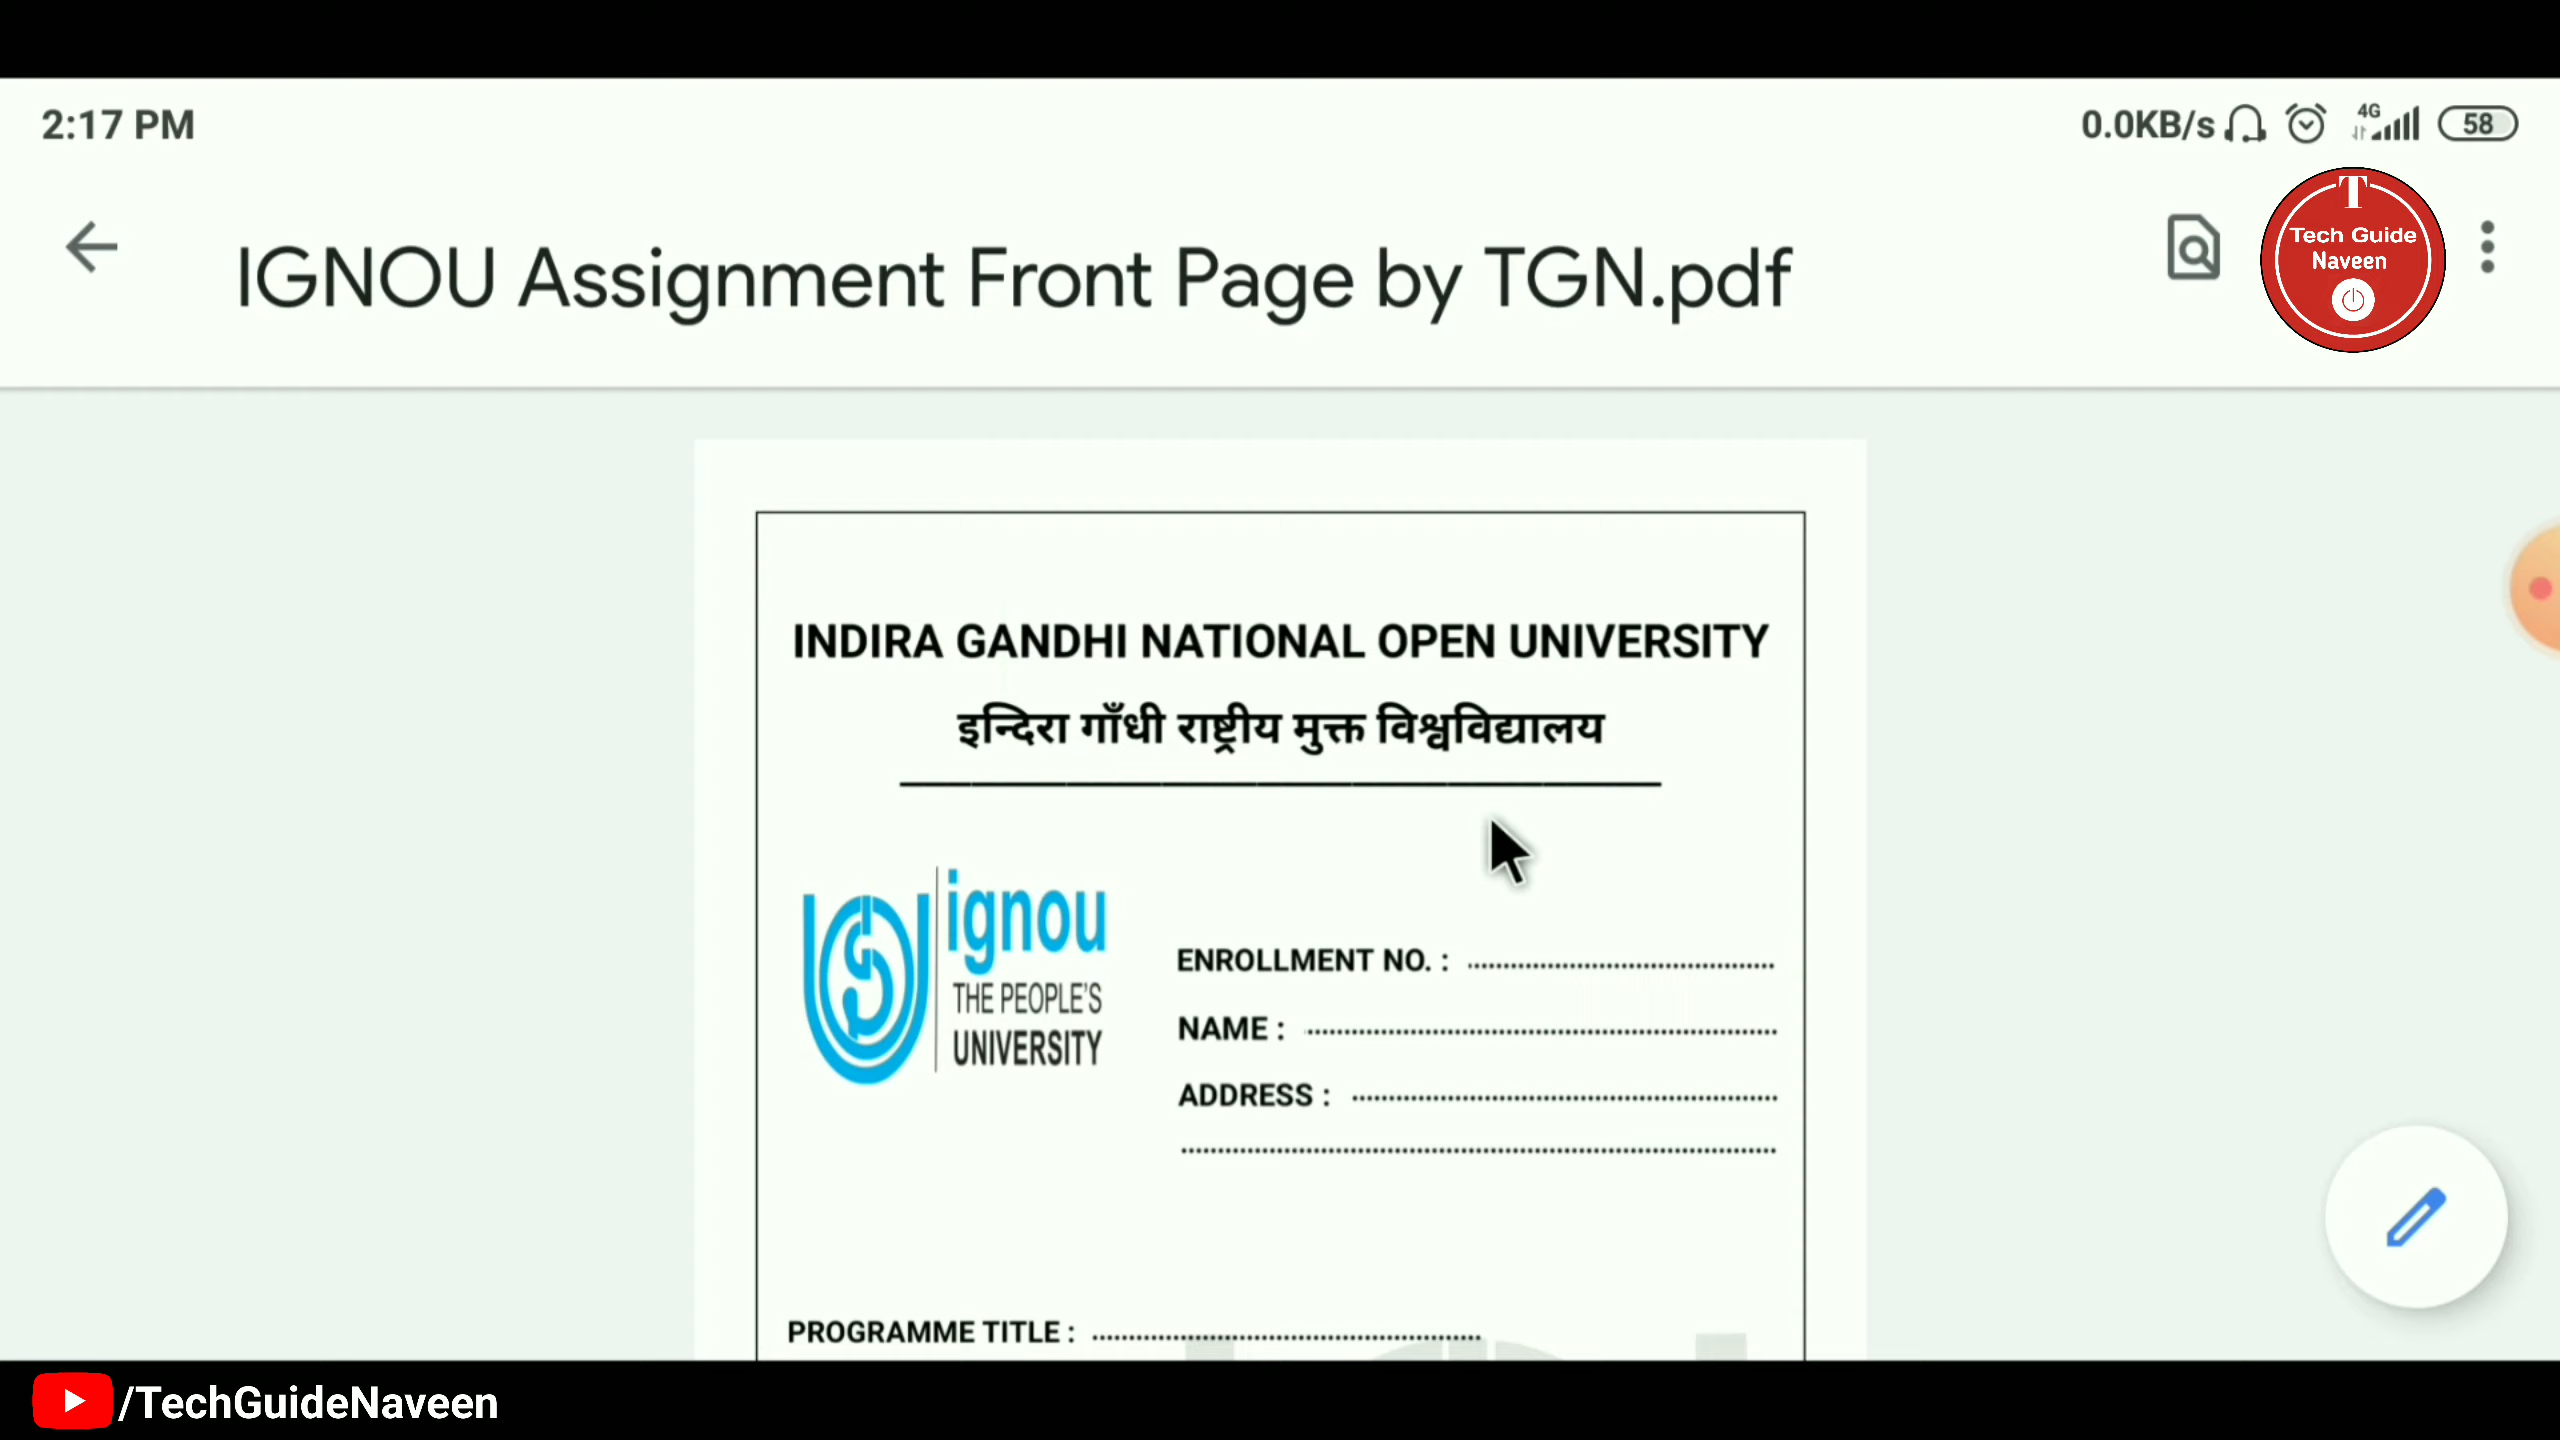 2:17 PM
0.0KB/s 4G 58
IGNOU Assignment Front Page by TGN.pdf
T
Tech Guide
Naveen
INDIRA GANDHI NATIONAL OPEN UNIVERSITY
इन्दिरा गाँधी राष्ट्रीय मुक्त विश्वविद्यालय
ignou
THE PEOPLE'S
UNIVERSITY
ENROLLMENT NO. :
NAME :
ADDRESS :
PROGRAMME TITLE :
/TechGuideNaveen